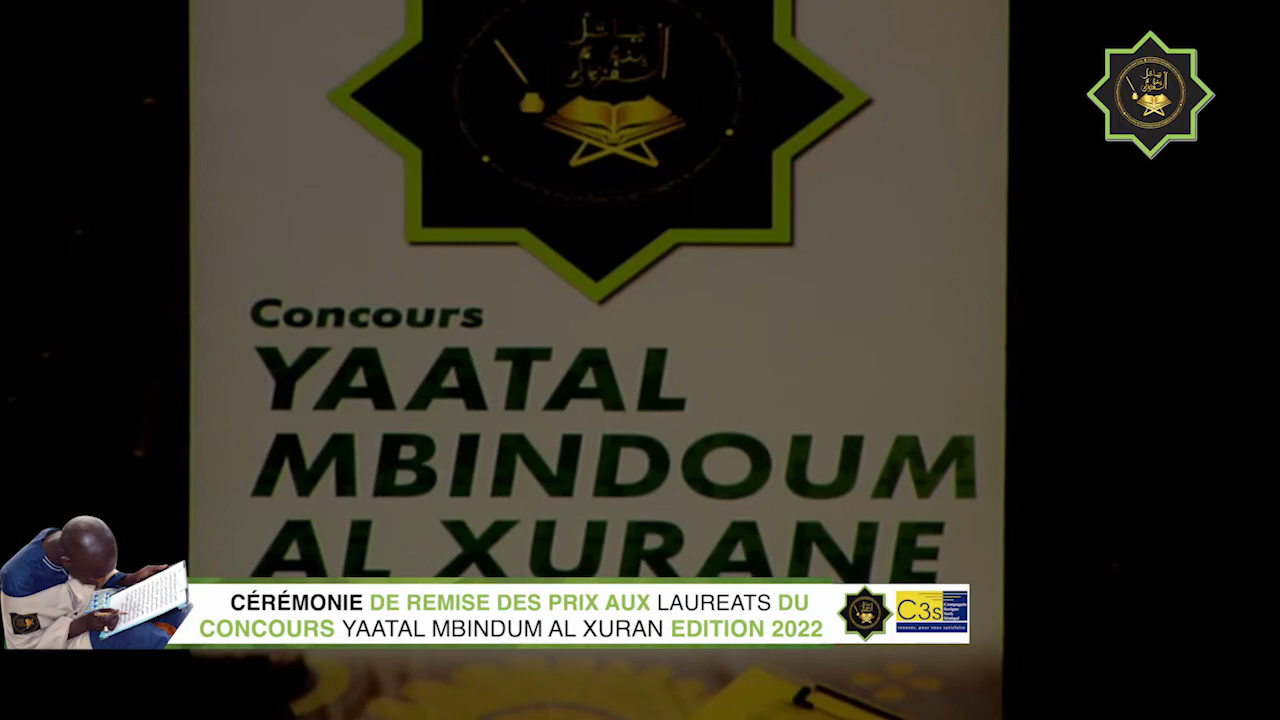 Concours
YAATAL
MBINDOUM
AL XURANE
CÉRÉMONIE DE REMISE DES PRIX AUX LAUREATS DU
CONCOURS YAATAL MBINDUM AL XURAN EDITION 2022
C3s